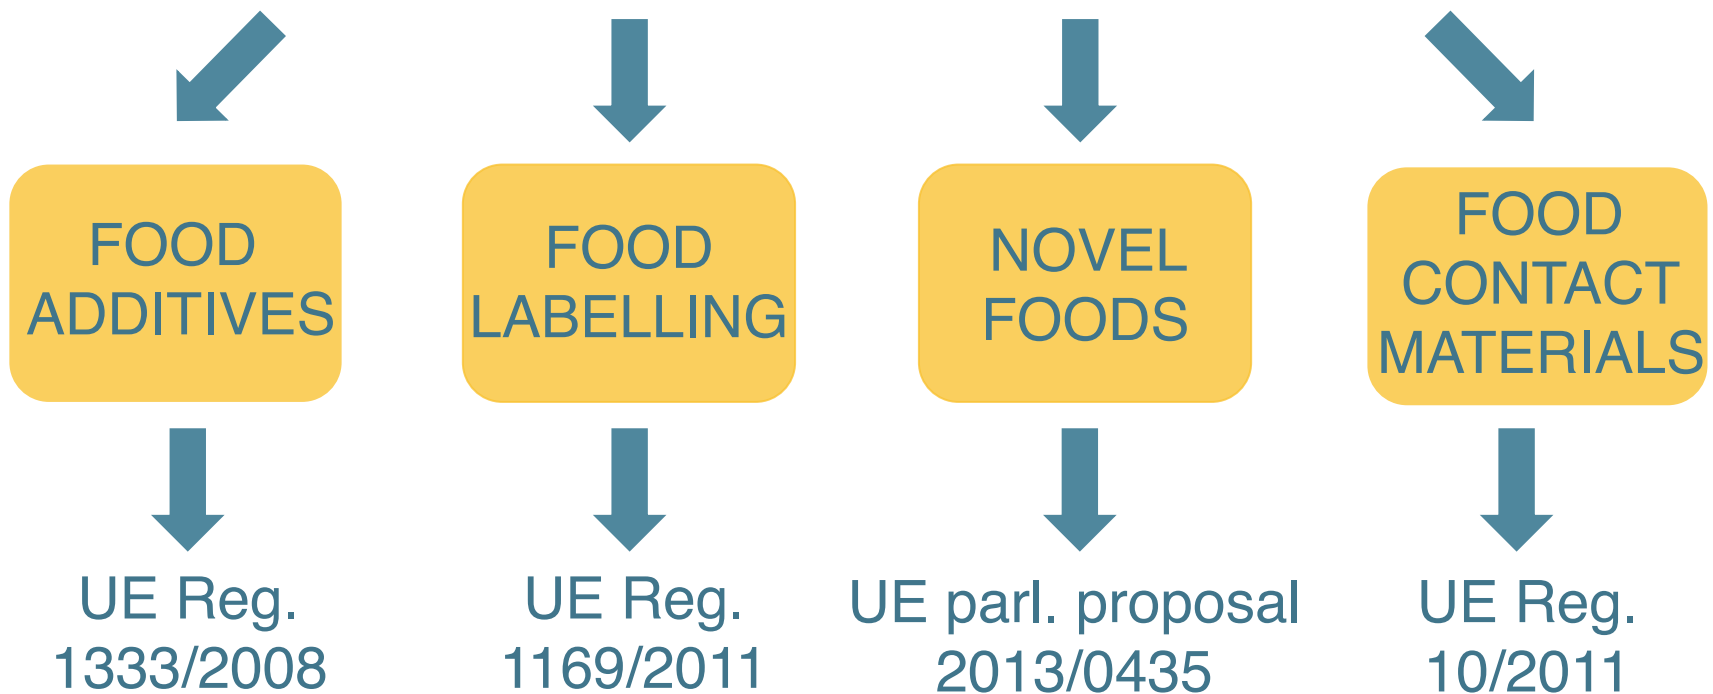 FOOD
ADDITIVES
FOOD
LABELLING
NOVEL
FOODS
FOOD
CONTACT
MATERIALS
UE Reg.
1333/2008
UE Reg.
1169/2011
UE parl. proposal
2013/0435
UE Reg.
10/2011